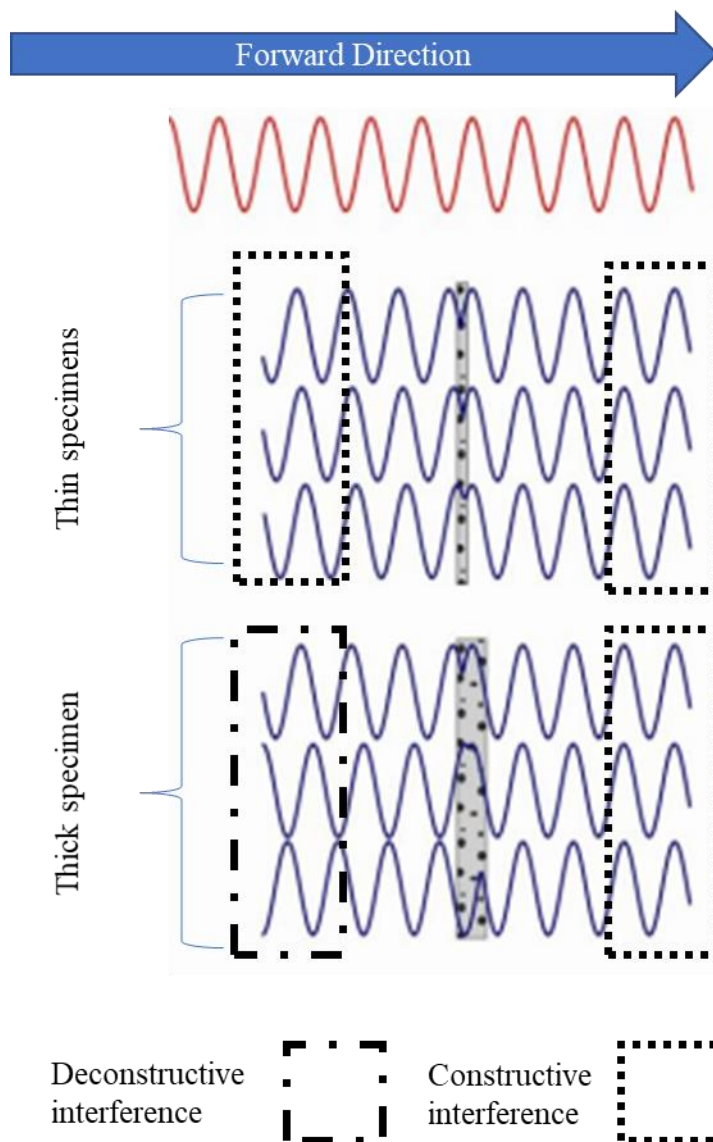 Forward Direction
Thin specimens
Thick specimen
Deconstructive
interference
Constructive
interference